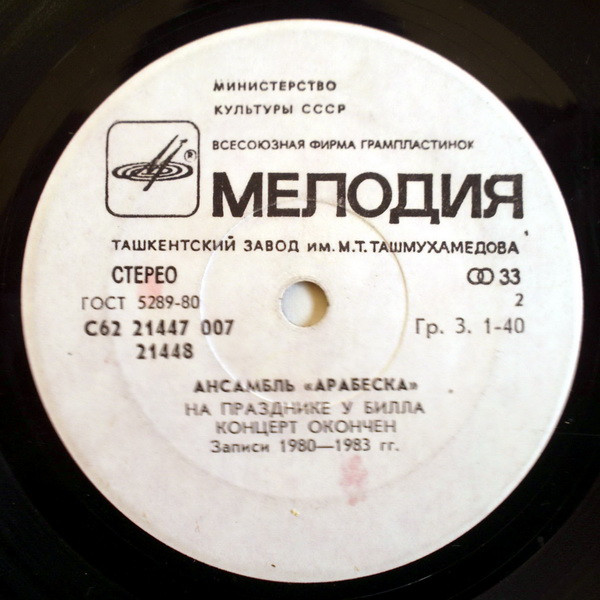 МИНИСТЕРСТВО
КУЛЬТУРЫ СССР
ВСЕСОЮЗНАЯ ФИРМА ГРАМПЛАСТИНОК
®
МЕЛОДИЯ
ТАШКЕНТСКИЙ ЗАВОД им. М.Т. ТАШМУХАМЕДОВА
СТЕРЕО
33
ГОСТ 5289-80
2
С62 21447 007
Гр. 3. 1-40
21448
АНСАМБЛЬ «АРАБЕСКА»
НА ПРАЗДНИКЕ У БИЛЛА
КОНЦЕРТ ОКОНЧЕН
Записи 1980—1983 гг.